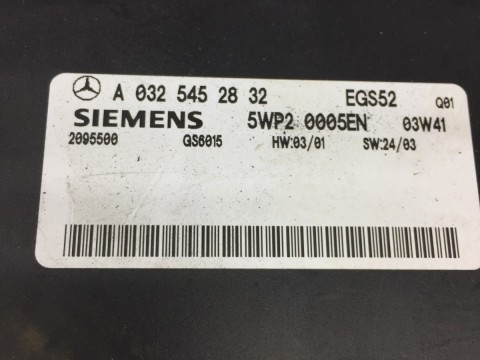 A 032 545 28 32 EGS52 Q01
SIEMENS 5WP2 0005EN 03W41
2095500 GS6015 HW:03/01 SW:24/03